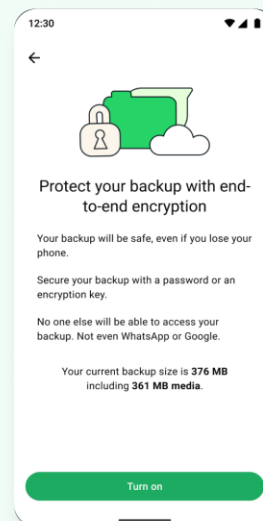 12:30
Protect your backup with end-
to-end encryption
Your backup will be safe, even if you lose your
phone.
Secure your backup with a password or an
encryption key.
No one else will be able to access your
backup. Not even WhatsApp or Google.
Your current backup size is 376 MB
including 361 MB media.
Turn on